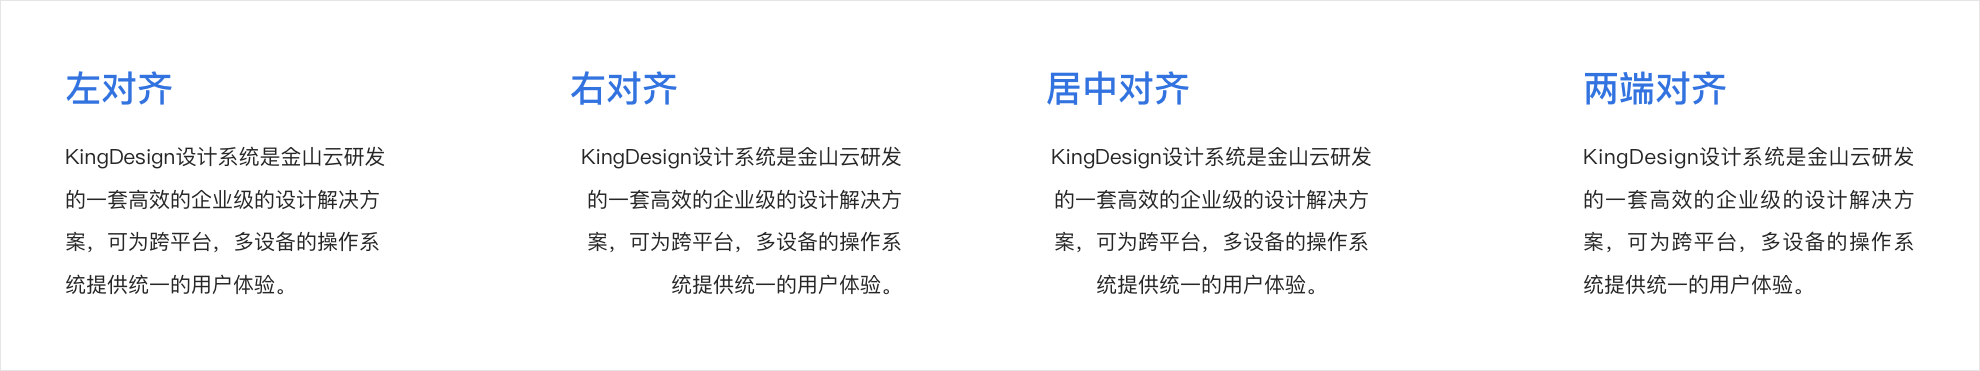 左对齐
KingDesign设计系统是金山云研发
的一套高效的企业级的设计解决方
案，可为跨平台，多设备的操作系
统提供统一的用户体验。
右对齐
KingDesign设计系统是金山云研发
的一套高效的企业级的设计解决方
案，可为跨平台，多设备的操作系
统提供统一的用户体验。
居中对齐
KingDesign设计系统是金山云研发
的一套高效的企业级的设计解决方
案，可为跨平台，多设备的操作系
统提供统一的用户体验。
两端对齐
KingDesign设计系统是金山云研发
的一套高效的企业级的设计解决方
案，可为跨平台，多设备的操作系
统提供统一的用户体验。